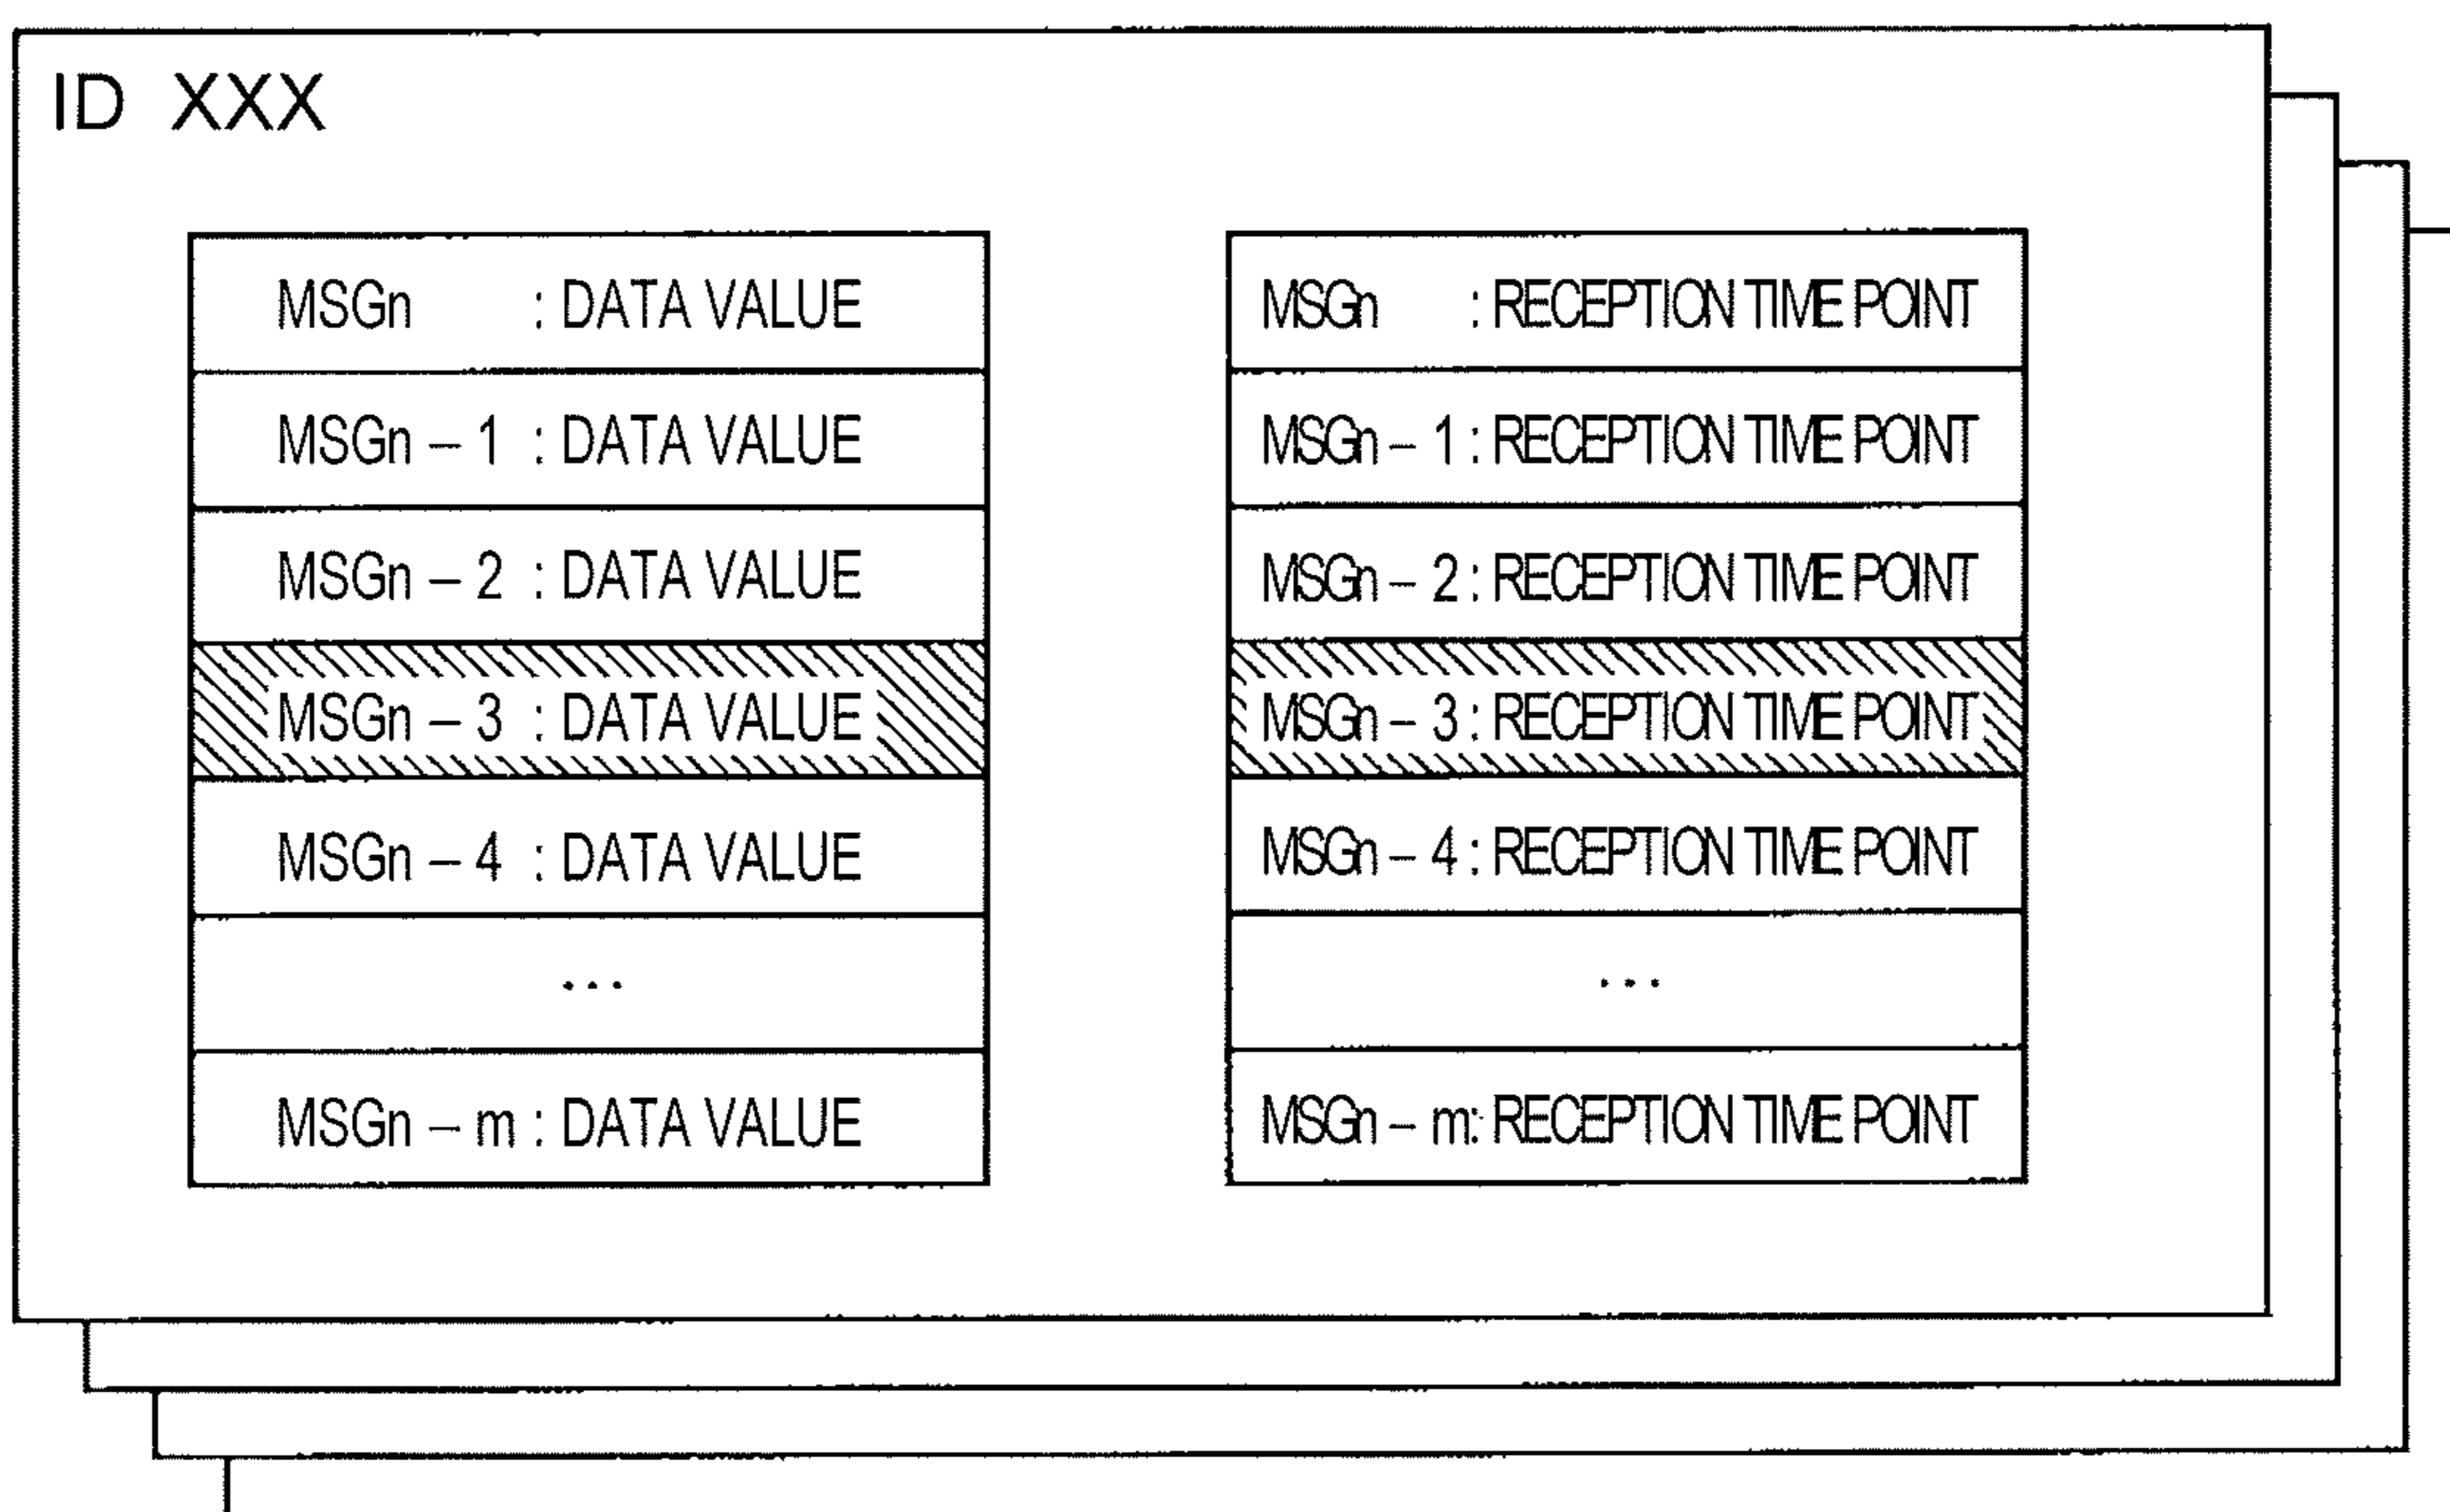 ID XXX
MSGn : DATA VALUE
MSGn – 1 : DATA VALUE
MSGn – 2 : DATA VALUE
MSGn – 3 : DATA VALUE
MSGn – 4 : DATA VALUE
...
MSGn – m : DATA VALUE
MSGn : RECEPTION TIME POINT
MSGn – 1 : RECEPTION TIME POINT
MSGn – 2 : RECEPTION TIME POINT
MSGn – 3 : RECEPTION TIME POINT
MSGn – 4 : RECEPTION TIME POINT
...
MSGn – m : RECEPTION TIME POINT